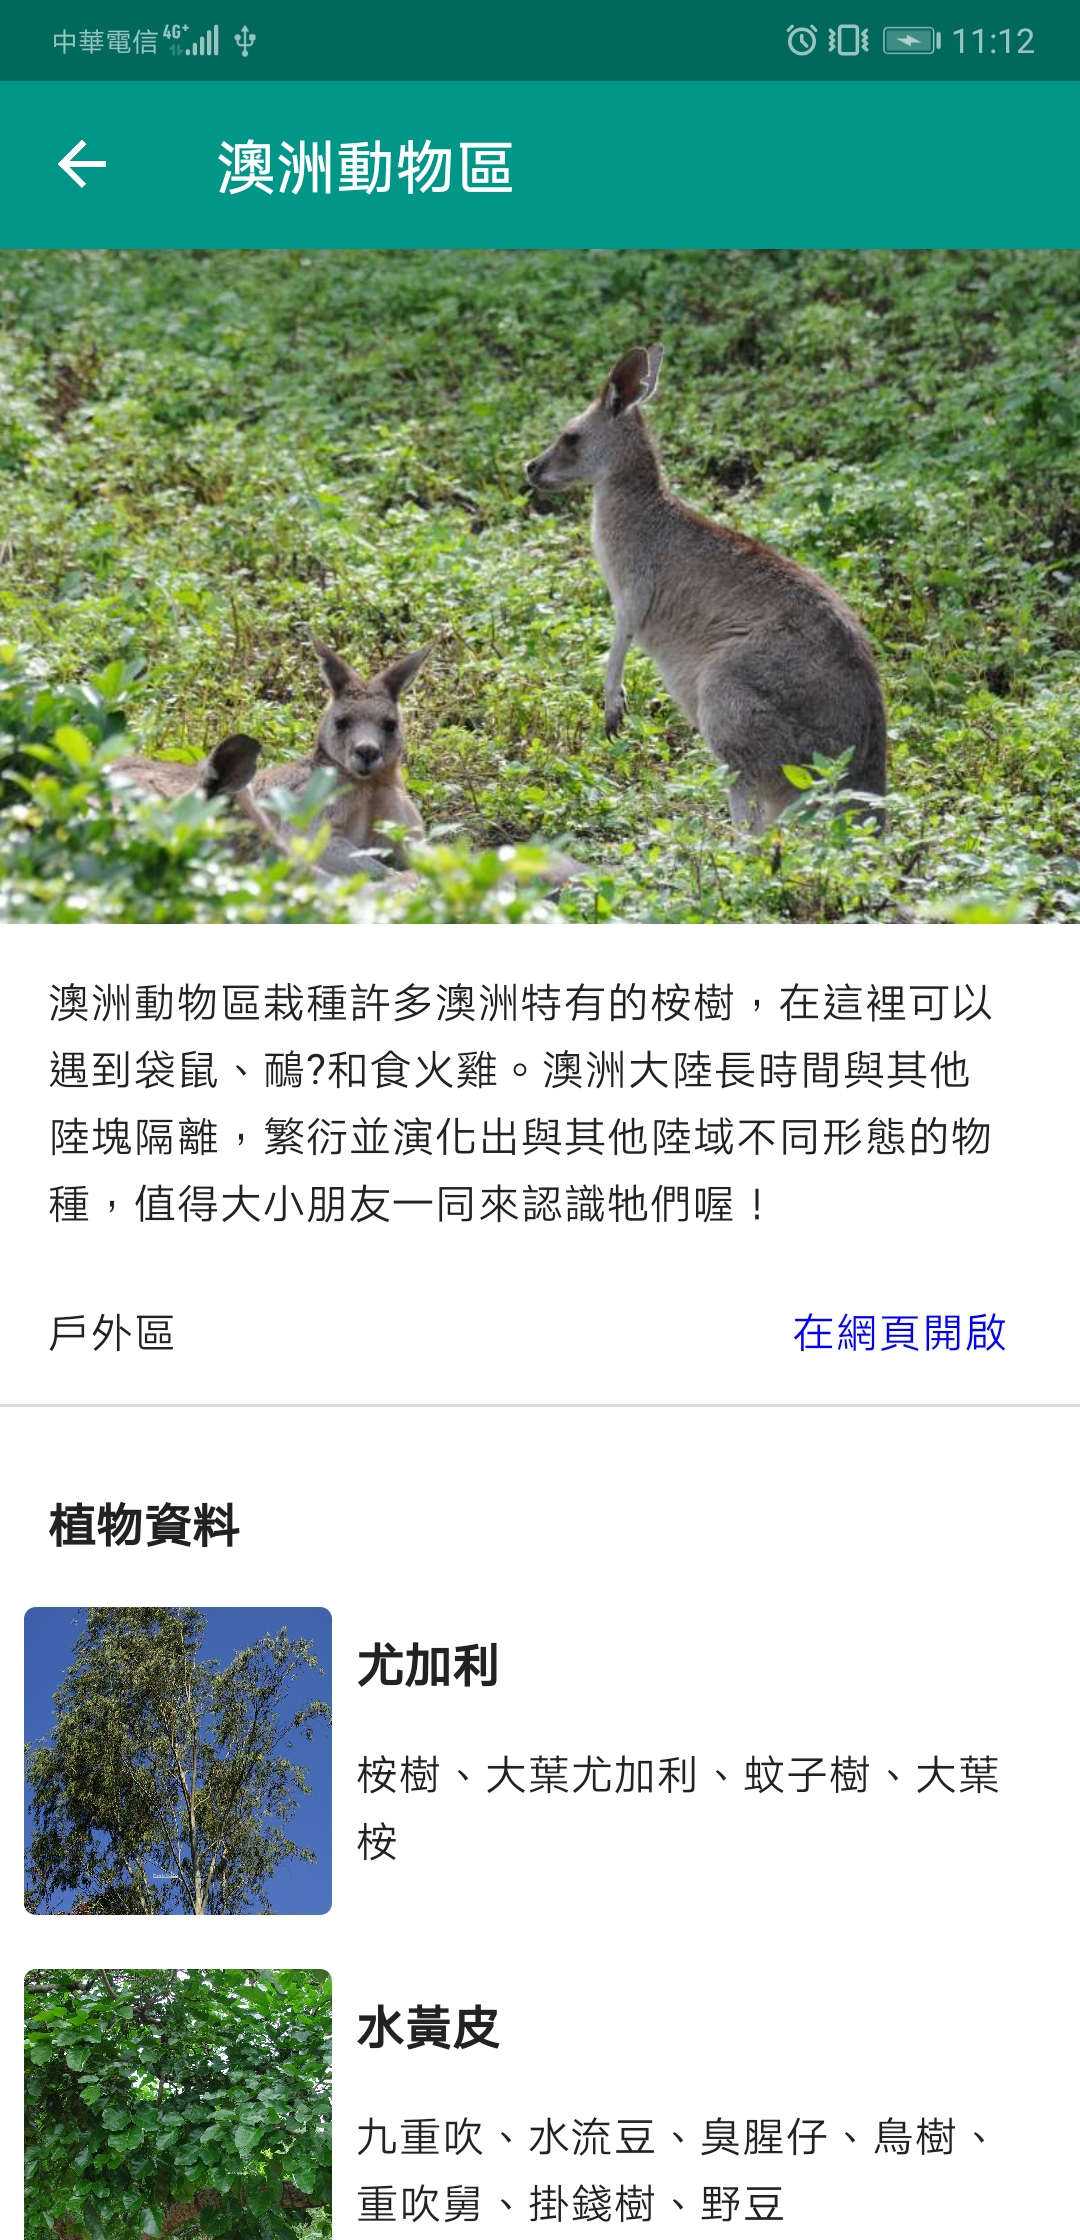 中華電信 4G+ 11:12
澳洲動物區
澳洲動物區栽種許多澳洲特有的桉樹，在這裡可以
遇到袋鼠、鴯?和食火雞。澳洲大陸長時間與其他
陸塊隔離，繁衍並演化出與其他陸域不同形態的物
種，值得大小朋友一同來認識牠們喔！
戶外區 在網頁開啟
植物資料
尤加利
桉樹、大葉尤加利、蚊子樹、大葉
桉
水黃皮
九重吹、水流豆、臭腥仔、鳥樹、
重吹舅、掛錢樹、野豆